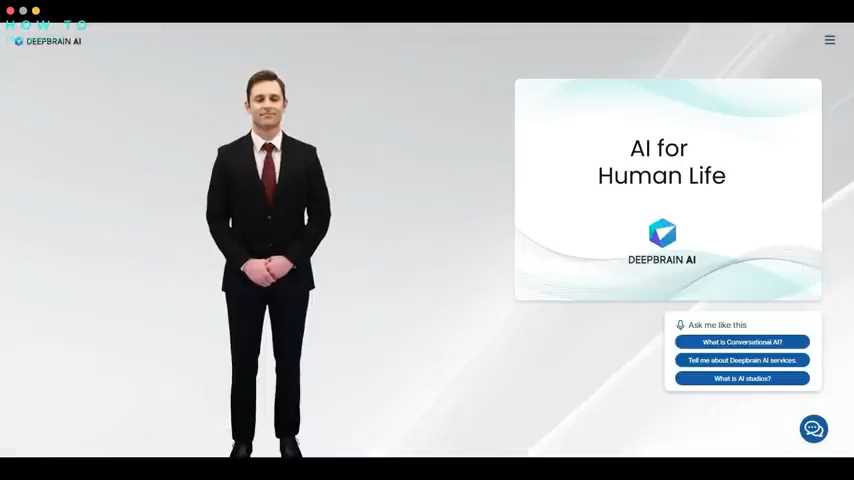 HOW TO
DEEPBRAIN AI
AI for
Human Life
DEEPBRAIN AI
Ask me like this
What is Conversational AI?
Tell me about Deepbrain AI services.
What is AI studios?